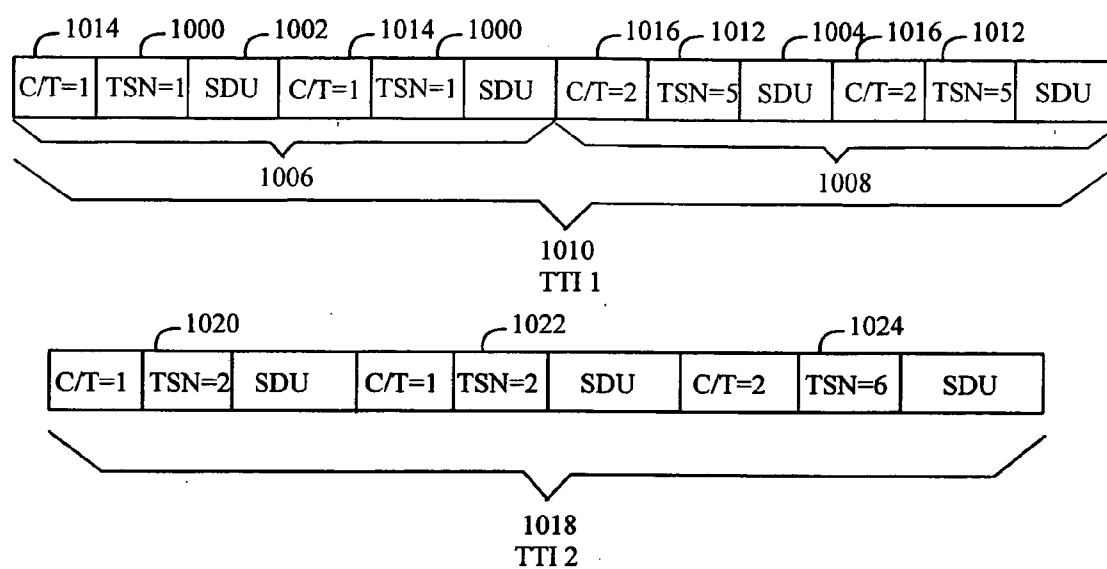 1014 1000 1002 1014 1000 1016 1012 1004 1016 1012
C/T=1 TSN=1 SDU C/T=1 TSN=1 SDU C/T=2 TSN=5 SDU C/T=2 TSN=5 SDU
1006 1008
1010
TTI 1
1020 1022 1024
C/T=1 TSN=2 SDU C/T=1 TSN=2 SDU C/T=2 TSN=6 SDU
1018
TTI 2